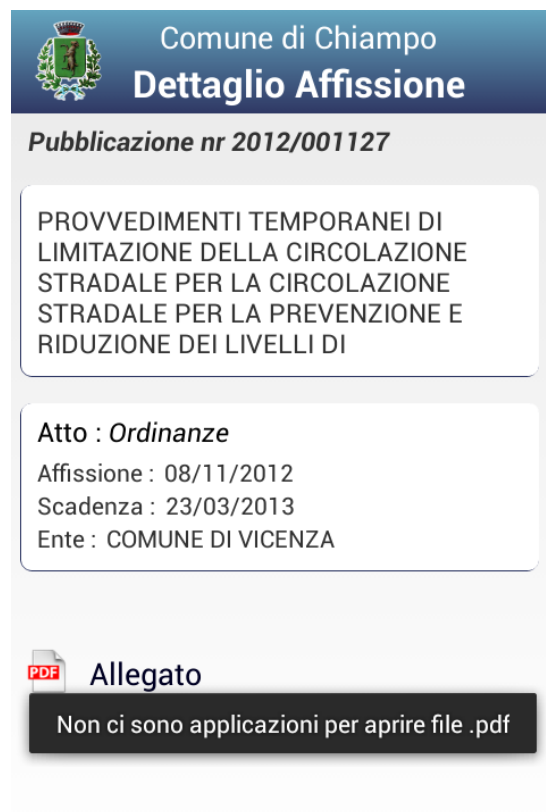 Comune di Chiampo
Dettaglio Affissione
Pubblicazione nr 2012/001127
PROVVEDIMENTI TEMPORANEI DI
LIMITAZIONE DELLA CIRCOLAZIONE
STRADALE PER LA CIRCOLAZIONE
STRADALE PER LA PREVENZIONE E
RIDUZIONE DEI LIVELLI DI
Atto : Ordinanze
Affissione : 08/11/2012
Scadenza : 23/03/2013
Ente : COMUNE DI VICENZA
PDF
Allegato
Non ci sono applicazioni per aprire file .pdf